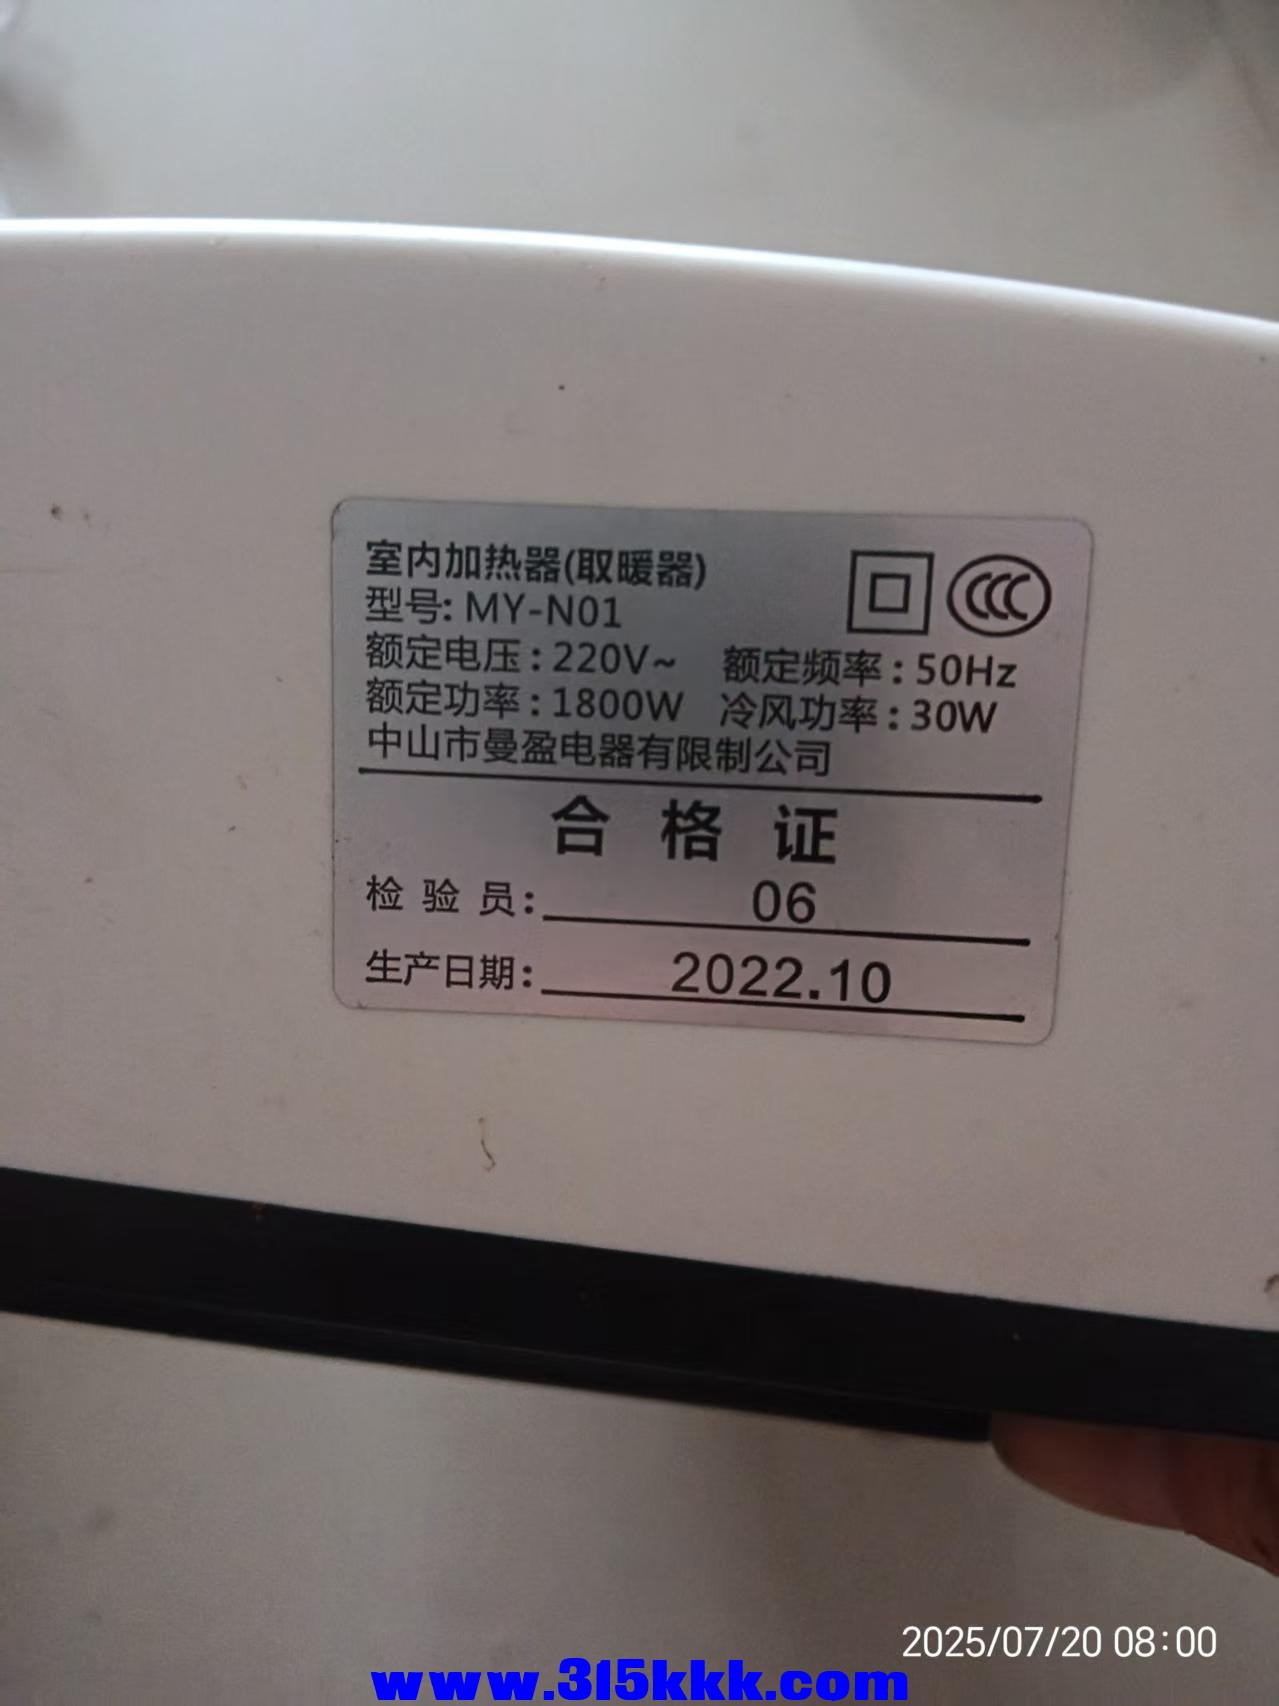 室内加热器(取暖器)
型号: MY-N01
额定电压: 220V~ 额定频率: 50Hz
额定功率: 1800W 冷风功率: 30W
中山市曼盈电器有限制公司
合格证
检验员: 06
生产日期: 2022.10
2025/07/20 08:00
www.315kkk.com